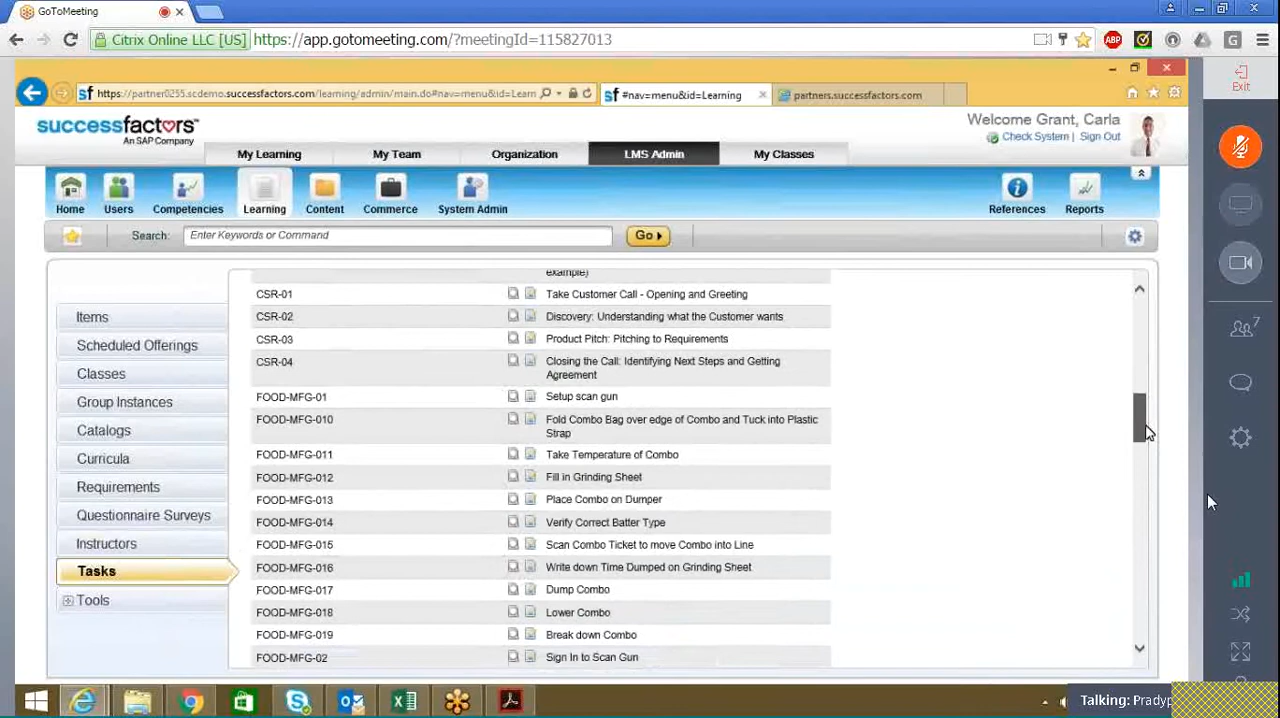 GoToMeeting
Citrix Online LLC [US] https://app.gotomeeting.com/?meetingId=115827013
ABP
G
sf https://partner0255.scdemo.successfactors.com/learning/admin/main.do#nav=menu&id=Learn
sf #nav=menu&id=Learning
partners.successfactors.com
Exit
successfactors™
An SAP Company
Welcome Grant, Carla
Check System | Sign Out
My Learning
My Team
Organization
LMS Admin
My Classes
Home
Users
Competencies
Learning
Content
Commerce
System Admin
References
Reports
Search:
Enter Keywords or Command
Go
7
Items
Scheduled Offerings
Classes
Group Instances
Catalogs
Curricula
Requirements
Questionnaire Surveys
Instructors
Tasks
Tools
example)
CSR-01 Take Customer Call - Opening and Greeting
CSR-02 Discovery: Understanding what the Customer wants
CSR-03 Product Pitch: Pitching to Requirements
CSR-04 Closing the Call: Identifying Next Steps and Getting
Agreement
FOOD-MFG-01 Setup scan gun
FOOD-MFG-010 Fold Combo Bag over edge of Combo and Tuck into Plastic
Strap
FOOD-MFG-011 Take Temperature of Combo
FOOD-MFG-012 Fill in Grinding Sheet
FOOD-MFG-013 Place Combo on Dumper
FOOD-MFG-014 Verify Correct Batter Type
FOOD-MFG-015 Scan Combo Ticket to move Combo into Line
FOOD-MFG-016 Write down Time Dumped on Grinding Sheet
FOOD-MFG-017 Dump Combo
FOOD-MFG-018 Lower Combo
FOOD-MFG-019 Break down Combo
FOOD-MFG-02 Sign In to Scan Gun
Talking: